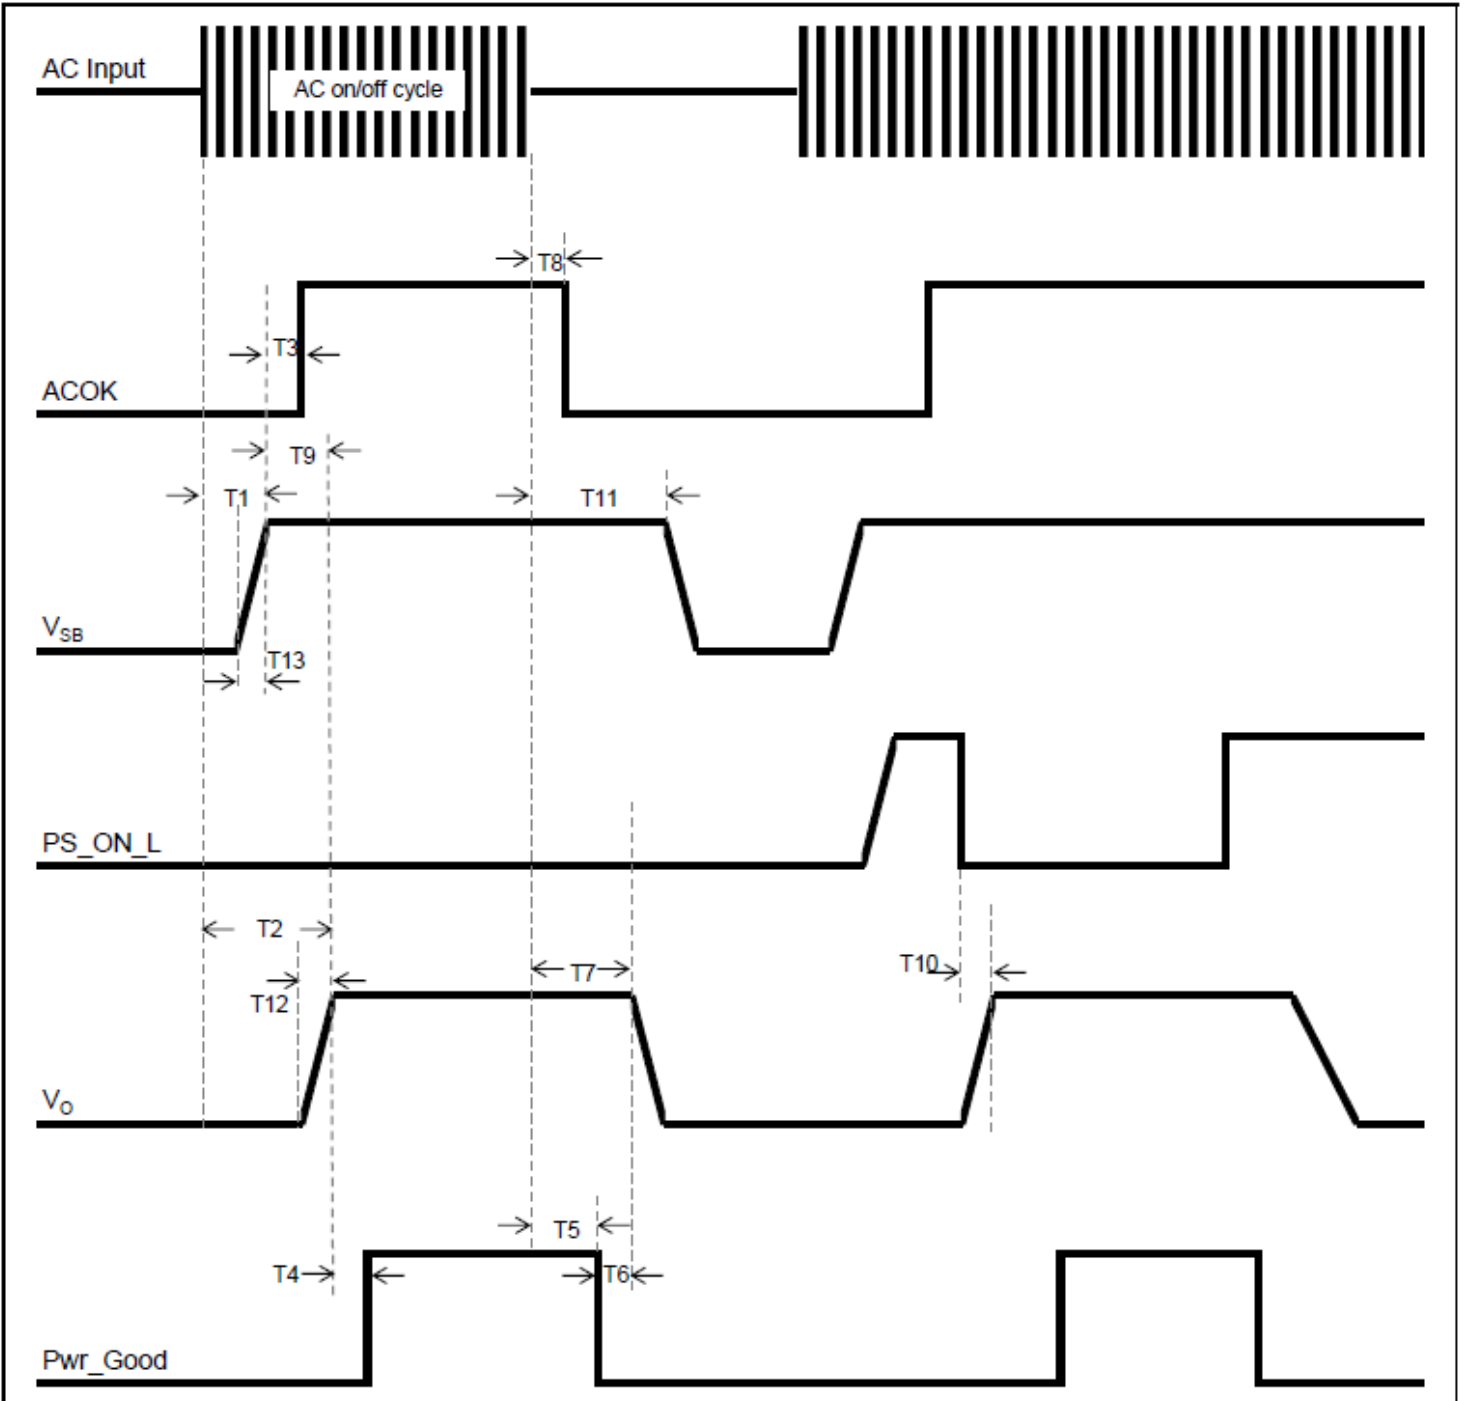 AC Input
AC on/off cycle
T8
T3
ACOK
T9
T1
T11
VSB
T13
PS_ON_L
T2
T7
T10
T12
VO
T5
T4
T6
Pwr_Good